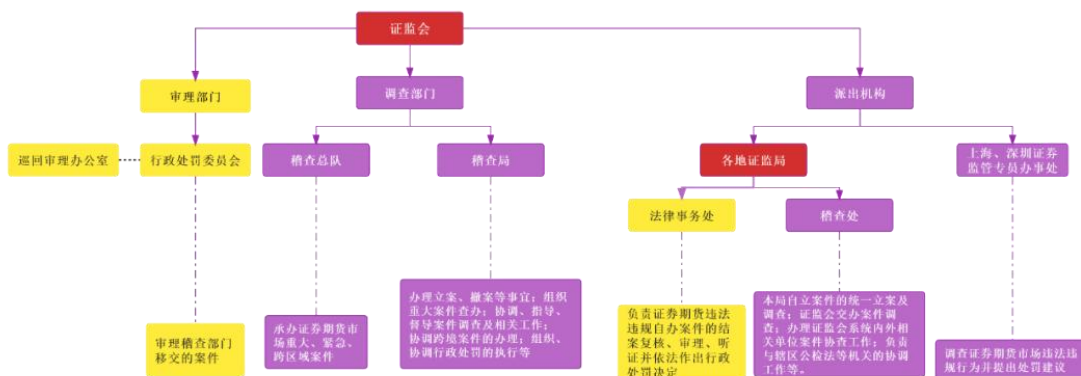 证监会
审理部门
调查部门
派出机构
巡回审理办公室
行政处罚委员会
稽查总队
稽查局
各地证监局
上海、深圳证券
监管专员办事处
法律事务处
稽查处
审理稽查部门
移交的案件
承办证券期货市
场重大、紧急、
跨区域案件
办理立案、撤案等事宜；组织
重大案件查办；协调、指导、
督导案件调查及相关工作；
协调跨境案件的办理；组织、
协调行政处罚的执行等
负责证券期货违法
违规自办案件的结
案复核、审理、听
证并依法作出行政
处罚决定
本局自立案件的统一立案及
调查；证监会交办案件调
查；办理证监会系统内外相
关单位案件协查工作；负责
与辖区公检法等机关的协调
工作等。
调查证券期货市场违法违
规行为并提出处罚建议